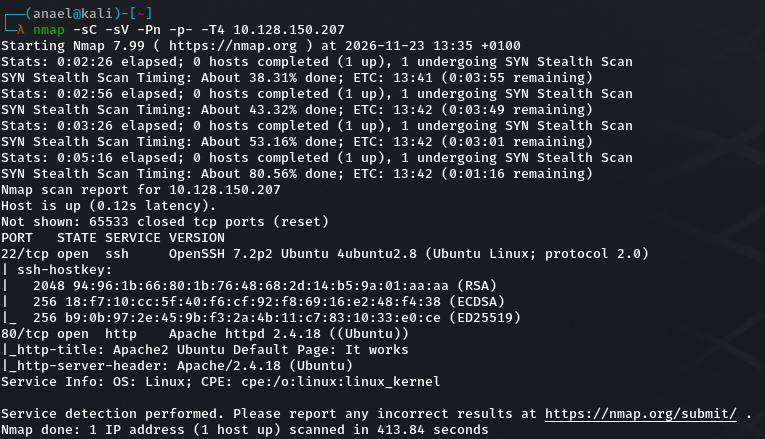 ┌──(anael@kali)-[~]
└─λ nmap -sC -sV -Pn -p- -T4 10.128.150.207
Starting Nmap 7.99 ( https://nmap.org ) at 2026-11-23 13:35 +0100
Stats: 0:02:26 elapsed; 0 hosts completed (1 up), 1 undergoing SYN Stealth Scan
SYN Stealth Scan Timing: About 38.31% done; ETC: 13:41 (0:03:55 remaining)
Stats: 0:02:56 elapsed; 0 hosts completed (1 up), 1 undergoing SYN Stealth Scan
SYN Stealth Scan Timing: About 43.32% done; ETC: 13:42 (0:03:49 remaining)
Stats: 0:03:26 elapsed; 0 hosts completed (1 up), 1 undergoing SYN Stealth Scan
SYN Stealth Scan Timing: About 53.16% done; ETC: 13:42 (0:03:01 remaining)
Stats: 0:05:16 elapsed; 0 hosts completed (1 up), 1 undergoing SYN Stealth Scan
SYN Stealth Scan Timing: About 80.56% done; ETC: 13:42 (0:01:16 remaining)
Nmap scan report for 10.128.150.207
Host is up (0.12s latency).
Not shown: 65533 closed tcp ports (reset)
PORT   STATE SERVICE VERSION
22/tcp open  ssh     OpenSSH 7.2p2 Ubuntu 4ubuntu2.8 (Ubuntu Linux; protocol 2.0)
| ssh-hostkey:
|   2048 94:96:1b:66:80:1b:76:48:68:2d:14:b5:9a:01:aa:aa (RSA)
|   256 18:f7:10:cc:5f:40:f6:cf:92:f8:69:16:e2:48:f4:38 (ECDSA)
|_  256 b9:0b:97:2e:45:9b:f3:2a:4b:11:c7:83:10:33:e0:ce (ED25519)
80/tcp open  http    Apache httpd 2.4.18 ((Ubuntu))
|_http-title: Apache2 Ubuntu Default Page: It works
|_http-server-header: Apache/2.4.18 (Ubuntu)
Service Info: OS: Linux; CPE: cpe:/o:linux:linux_kernel

Service detection performed. Please report any incorrect results at https://nmap.org/submit/ .
Nmap done: 1 IP address (1 host up) scanned in 413.84 seconds